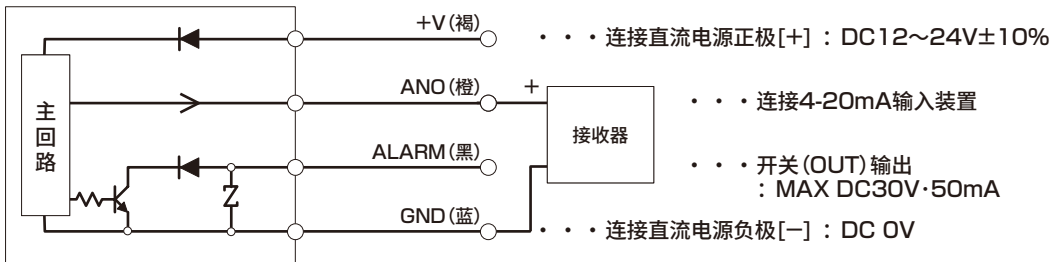 +V(褐)
・・・连接直流电源正极[+]：DC12～24V±10%
ANO(橙)
+
・・・连接4-20mA输入装置
主回路
接收器
ALARM(黑)
・・・开关(OUT)输出
：MAX DC30V·50mA
GND(蓝)
・・・连接直流电源负极[−]：DC 0V